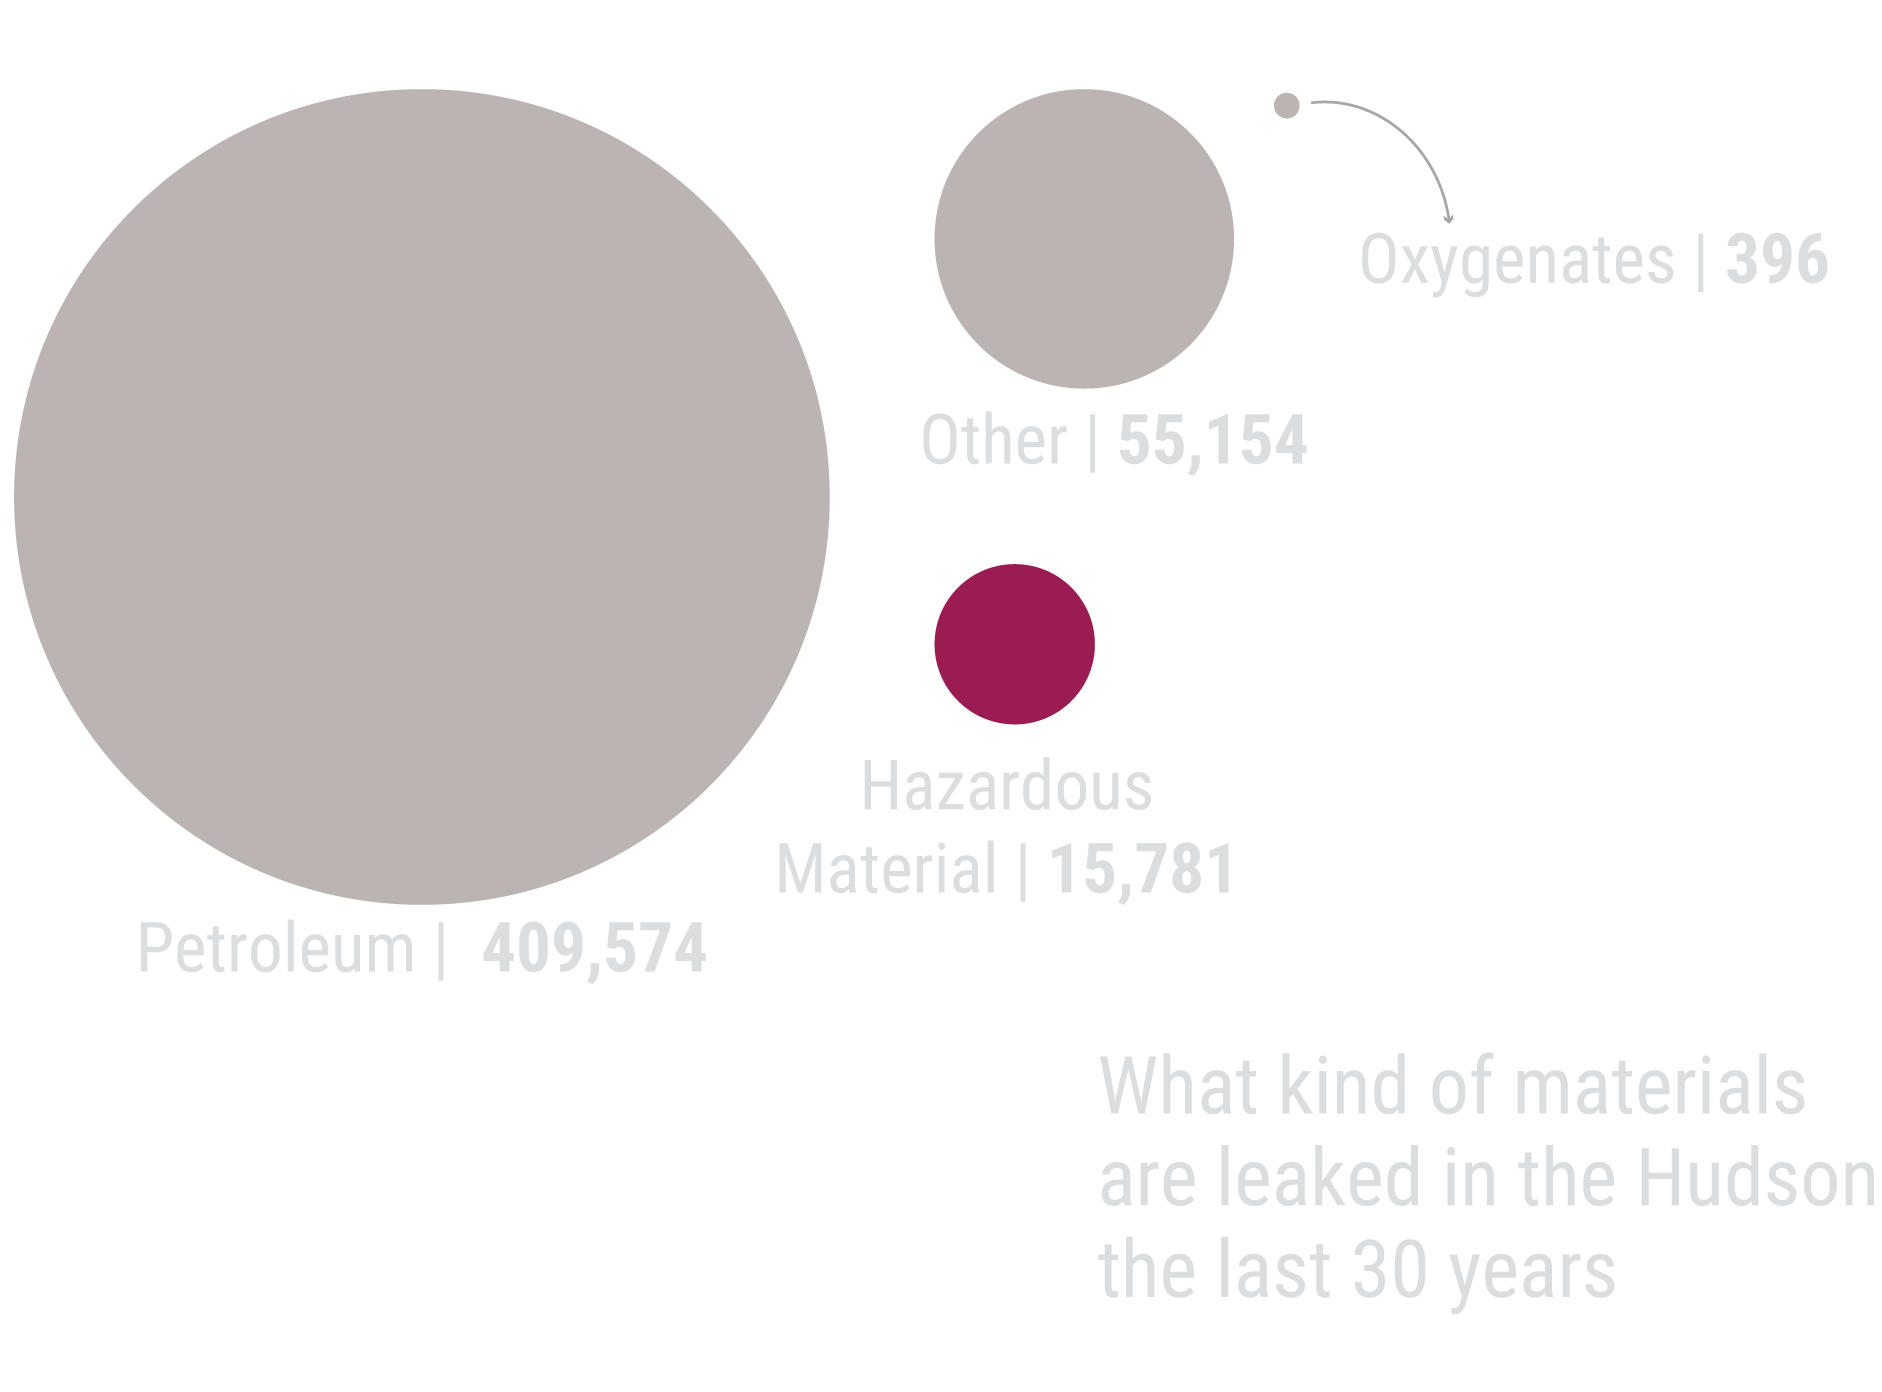 Oxygenates | 396
Other | 55,154
Hazardous
Material | 15,781
Petroleum | 409,574
What kind of materials
are leaked in the Hudson
the last 30 years